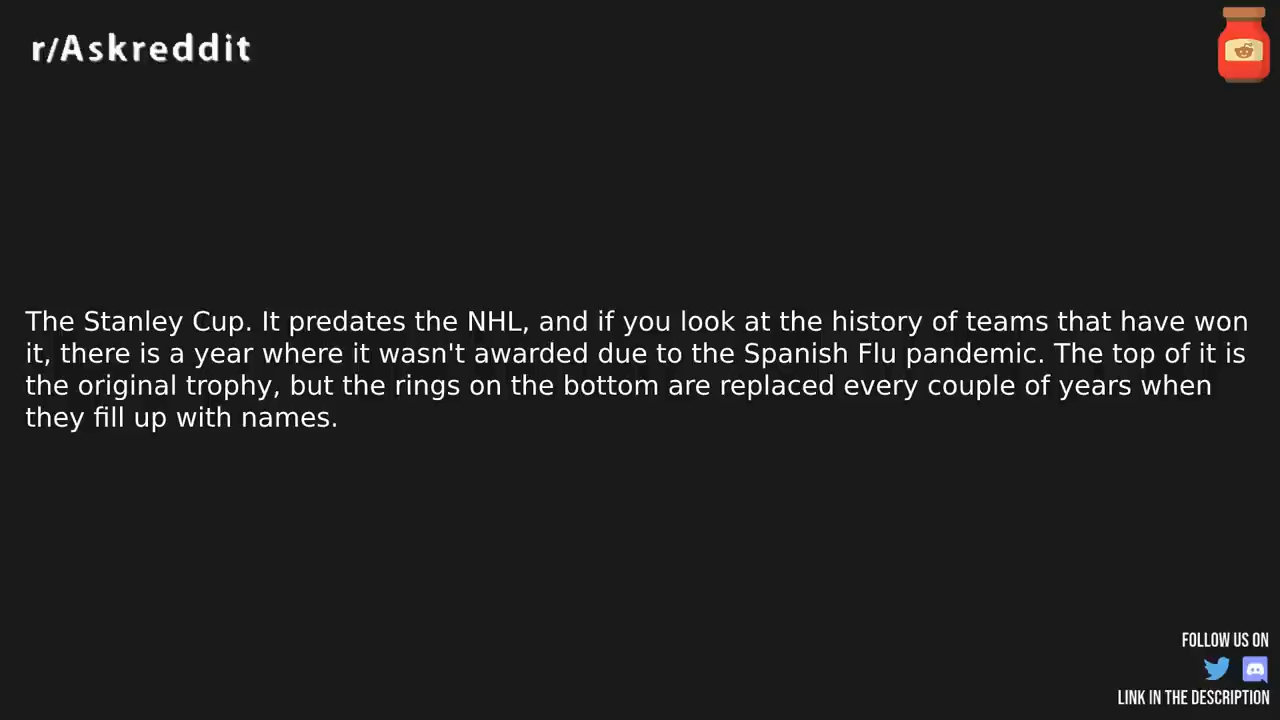 r/Askreddit
The Stanley Cup. It predates the NHL, and if you look at the history of teams that have won
it, there is a year where it wasn't awarded due to the Spanish Flu pandemic. The top of it is
the original trophy, but the rings on the bottom are replaced every couple of years when
they fill up with names.
FOLLOW US ON
LINK IN THE DESCRIPTION